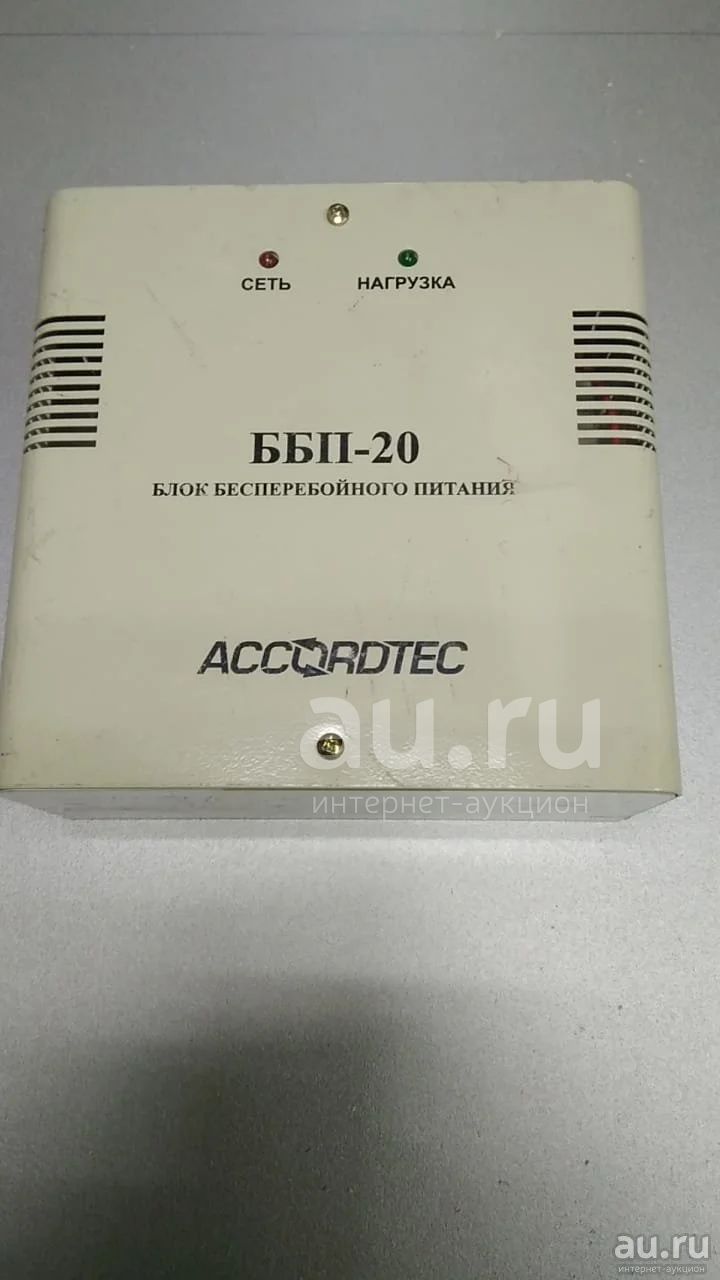 СЕТЬ НАГРУЗКА
ББП-20
БЛОК БЕСПЕРЕБОЙНОГО ПИТАНИЯ
ACCORDTEC
au.ru
интернет-аукцион
au.ru
интернет-аукцион